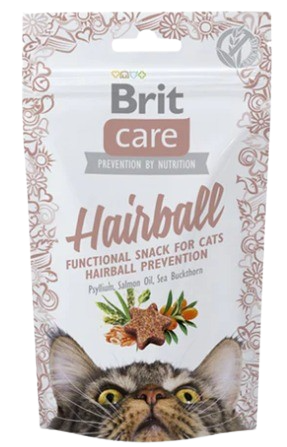 Brit
care
PREVENTION BY NUTRITION
Hairball
FUNCTIONAL SNACK FOR CATS
HAIRBALL PREVENTION
Psyllium, Salmon Oil, Sea Buckthorn